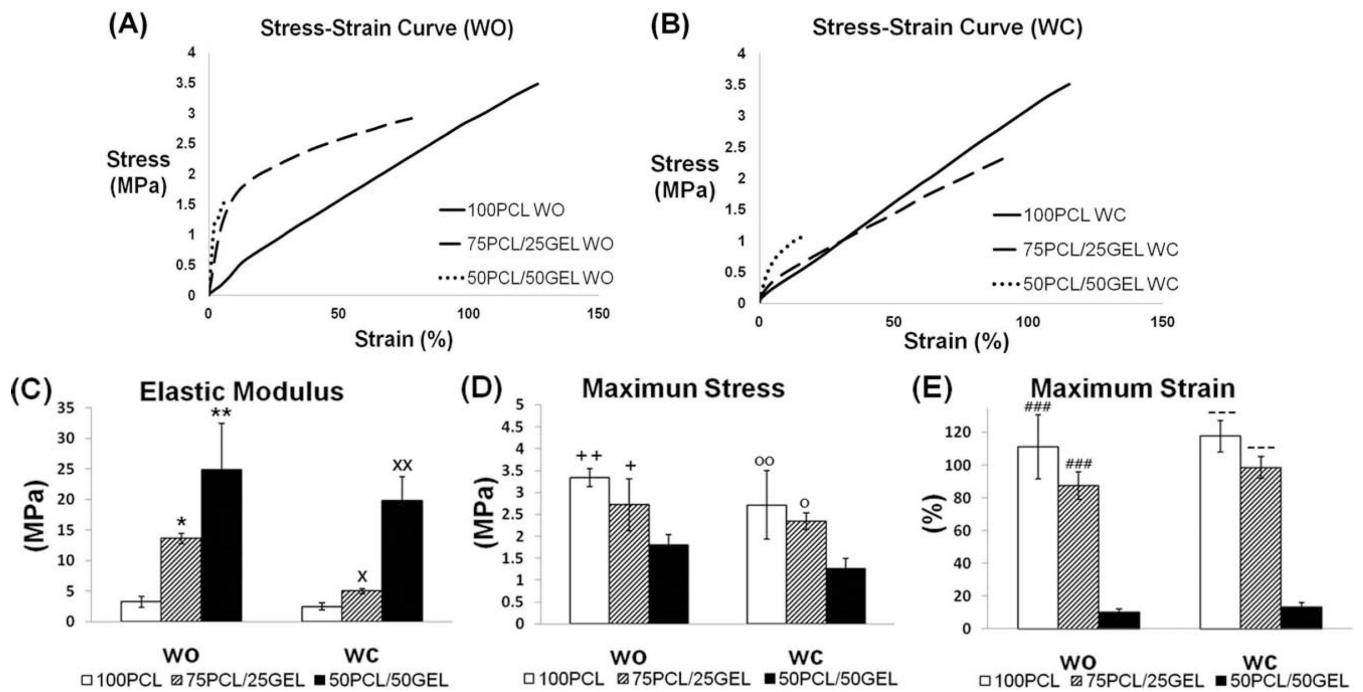 (A)
Stress-Strain Curve (WO)
4
3.5
3
2.5
2
1.5
1
0.5
0
Stress
(MPa)
100PCL WO
75PCL/25GEL WO
50PCL/50GEL WO
0 50 100 150
Strain (%)
(B)
Stress-Strain Curve (WC)
4
3.5
3
2.5
2
1.5
1
0.5
0
Stress
(MPa)
100PCL WC
75PCL/25GEL WC
50PCL/50GEL WC
0 50 100 150
Strain (%)
(C)
Elastic Modulus
35
30
25
20
15
10
5
0
(MPa)
*
**
x
xx
WO WC
100PCL 75PCL/25GEL 50PCL/50GEL
(D)
Maximun Stress
5
4.5
4
3.5
3
2.5
2
1.5
1
0.5
0
(MPa)
++
+
oo
o
WO WC
100PCL 75PCL/25GEL 50PCL/50GEL
(E)
Maximum Strain
120
100
80
60
40
20
0
(%)
###
###
----
---
WO WC
100PCL 75PCL/25GEL 50PCL/50GEL